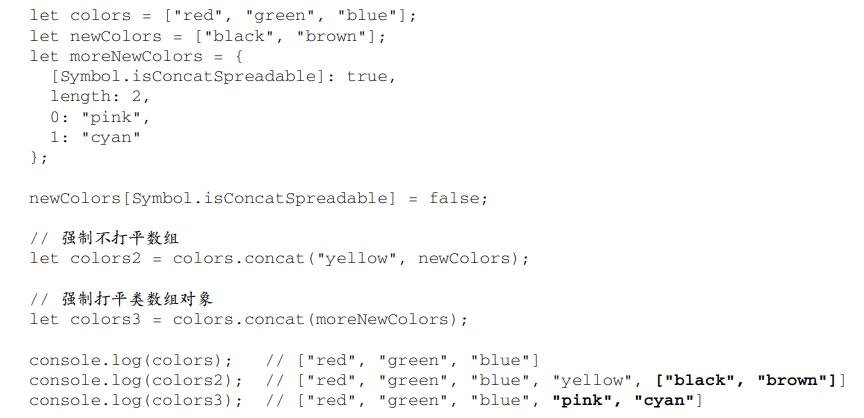 let colors = ["red", "green", "blue"];
let newColors = ["black", "brown"];
let moreNewColors = {
  [Symbol.isConcatSpreadable]: true,
  length: 2,
  0: "pink",
  1: "cyan"
};

newColors[Symbol.isConcatSpreadable] = false;

// 强制不打平数组
let colors2 = colors.concat("yellow", newColors);

// 强制打平类数组对象
let colors3 = colors.concat(moreNewColors);

console.log(colors);   // ["red", "green", "blue"]
console.log(colors2);  // ["red", "green", "blue", "yellow", ["black", "brown"]]
console.log(colors3);  // ["red", "green", "blue", "pink", "cyan"]